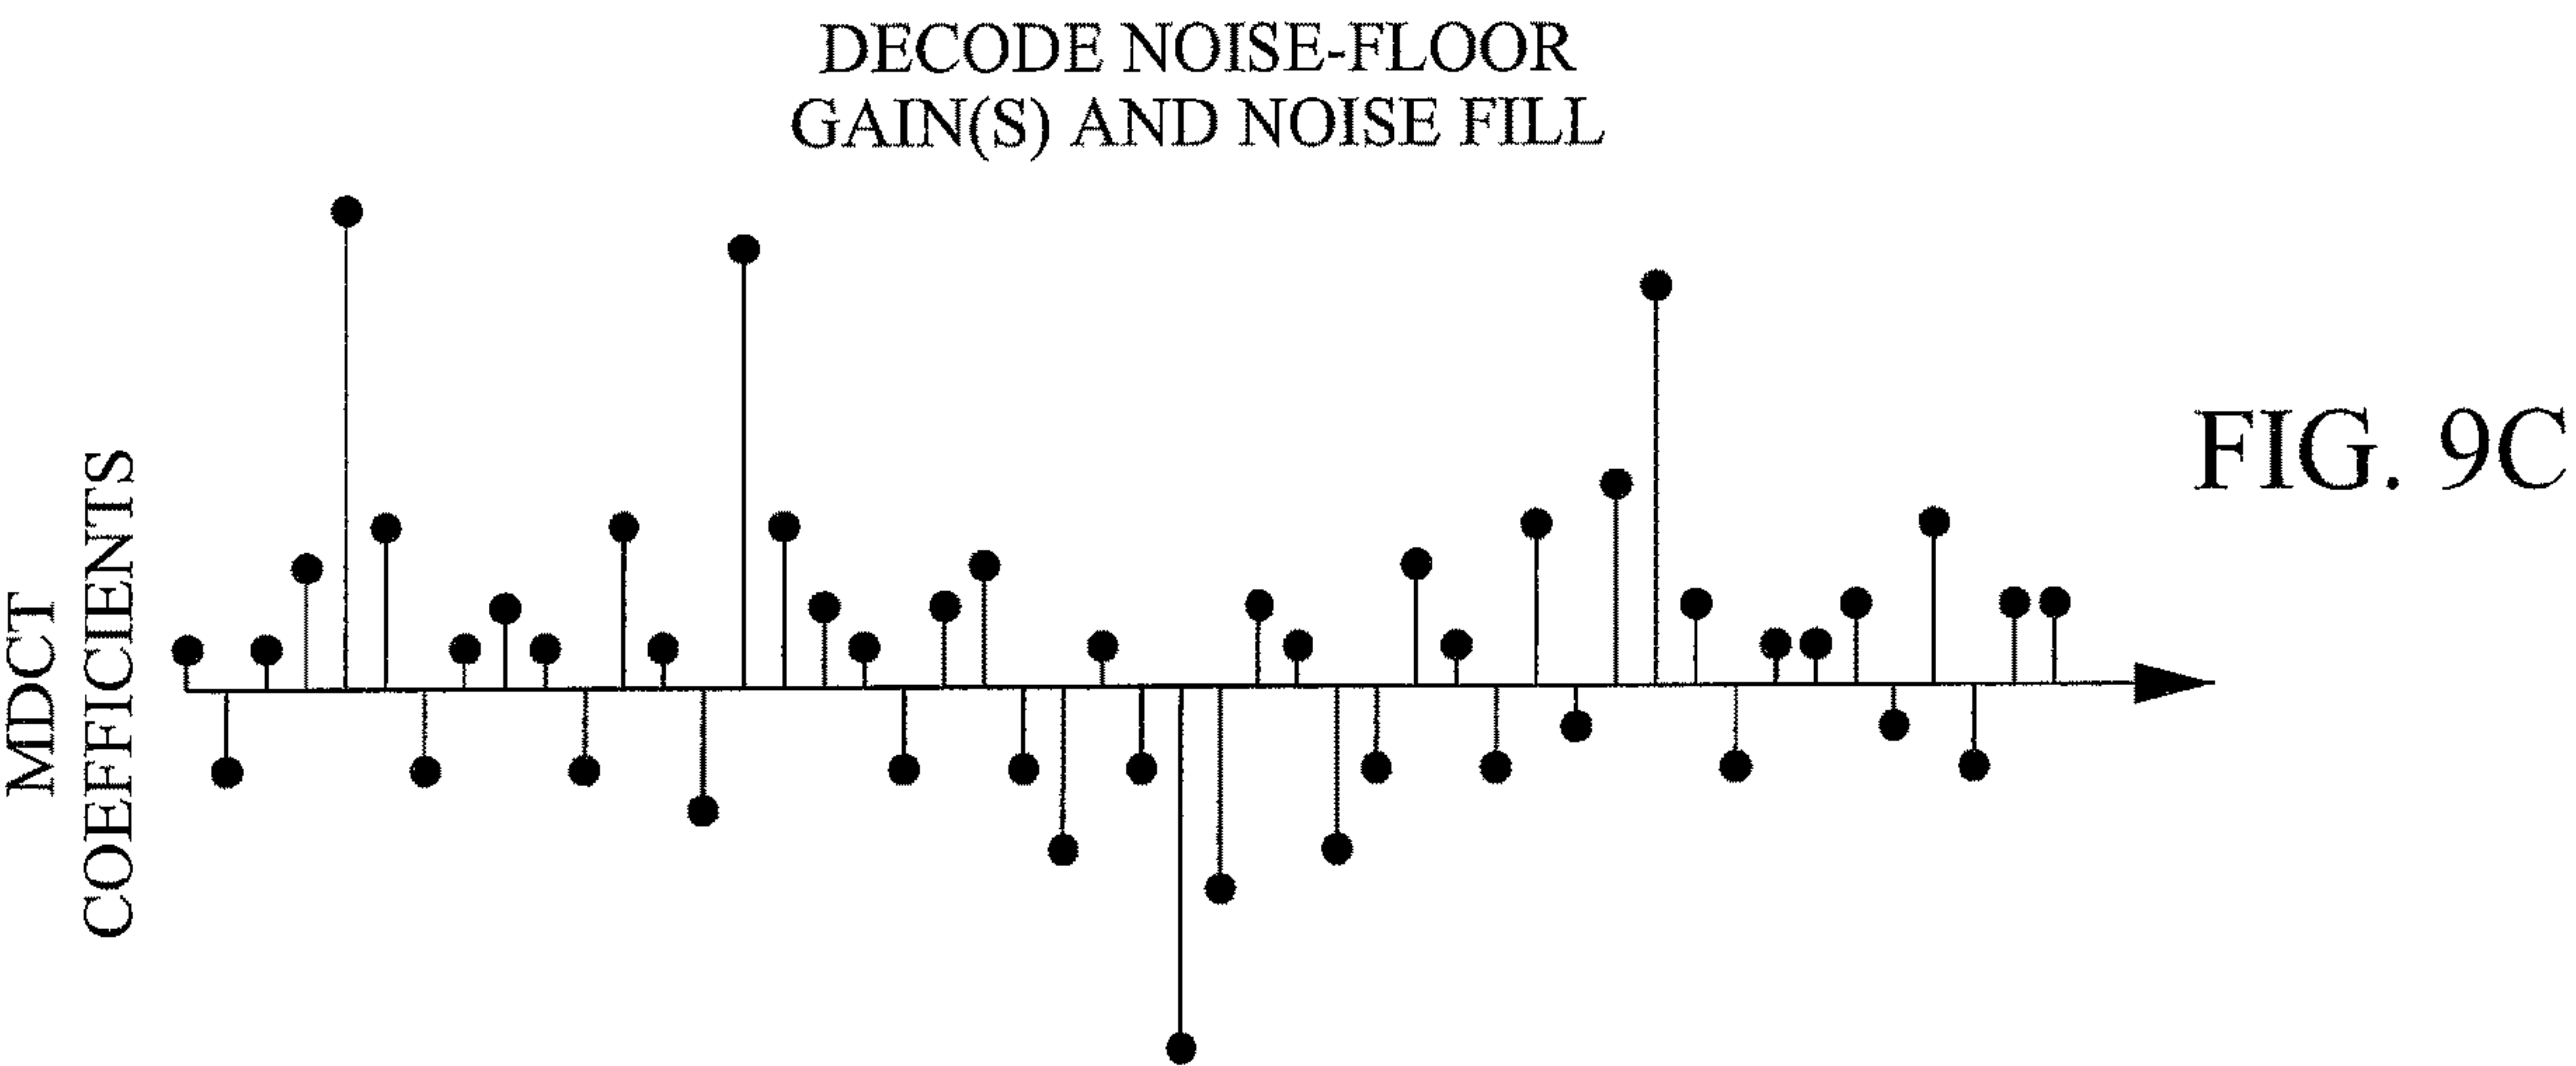 DECODE NOISE-FLOOR
GAIN(S) AND NOISE FILL
MDCT
COEFFICIENTS
FIG. 9C